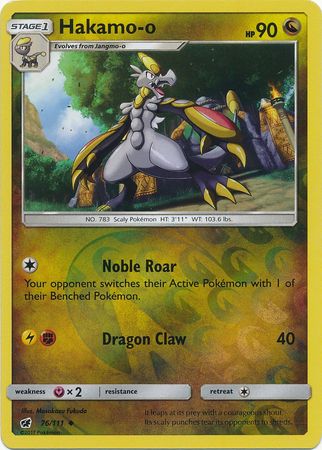 STAGE1
Hakamo-o
HP 90
Evolves from Jangmo-o
NO. 783 Scaly Pokémon HT: 3'11" WT: 103.6 lbs.
Noble Roar
Your opponent switches their Active Pokémon with 1 of
their Benched Pokémon.
Dragon Claw 40
weakness × 2 resistance retreat
Illus. Masakazu Fukuda
76/111
©2017 Pokémon
It leaps at its prey with a courageous shout.
Its scaly punches tear its opponents to shreds.